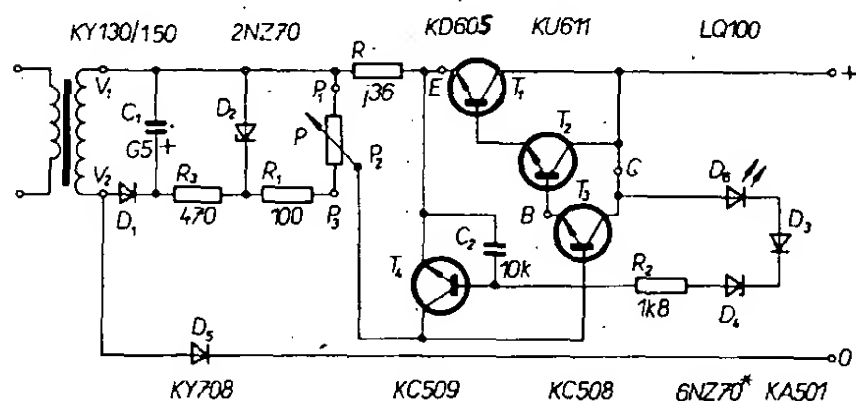 KY130/150 2NZ70 KD605 KU611 LQ100
R
j36
E
T₁
+
V₁
C₁
G5 +
D₂
P₁
P
P₂
T₂
V₂
D₁
R₃
470
R₁
100
P₃
B
T₃
C
D₆
D₃
C₂
10k
T₄
R₂
1k8
D₄
D₅
0
KY708 KC509 KC508 6NZ70* KA501